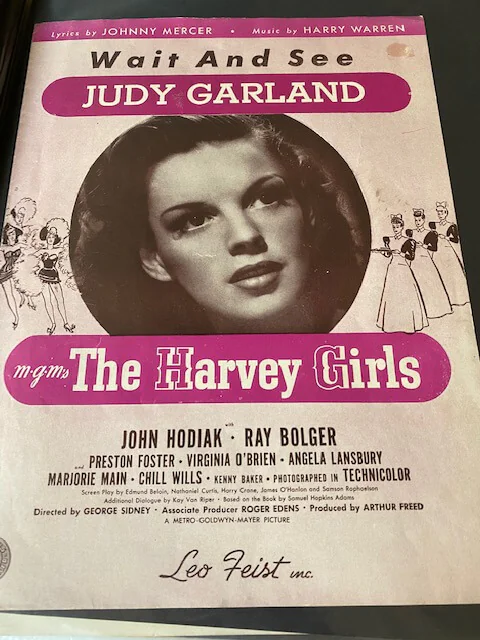 Lyrics by JOHNNY MERCER • Music by HARRY WARREN
Wait And See
JUDY GARLAND
m-g-m's The Harvey Girls
with
JOHN HODIAK • RAY BOLGER
and PRESTON FOSTER • VIRGINIA O'BRIEN • ANGELA LANSBURY
MARJORIE MAIN • CHILL WILLS • KENNY BAKER • PHOTOGRAPHED IN TECHNICOLOR
Screen Play by Edmund Beloin, Nathaniel Curtis, Harry Crane, James O'Hanlon and Samson Raphaelson
Additional Dialogue by Kay Van Riper • Based on the Book by Samuel Hopkins Adams
Directed by GEORGE SIDNEY • Associate Producer ROGER EDENS • Produced by ARTHUR FREED
A METRO-GOLDWYN-MAYER PICTURE
Leo Feist inc.